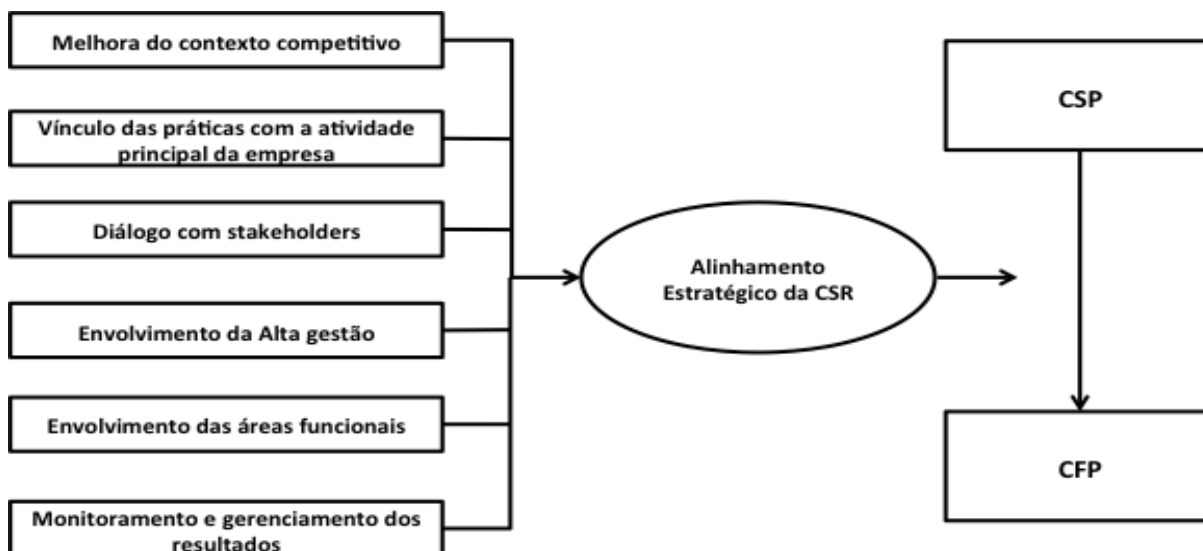 Melhora do contexto competitivo
Vínculo das práticas com a atividade
principal da empresa
Diálogo com stakeholders
Envolvimento da Alta gestão
Envolvimento das áreas funcionais
Monitoramento e gerenciamento dos
resultados
Alinhamento
Estratégico da CSR
CSP
CFP